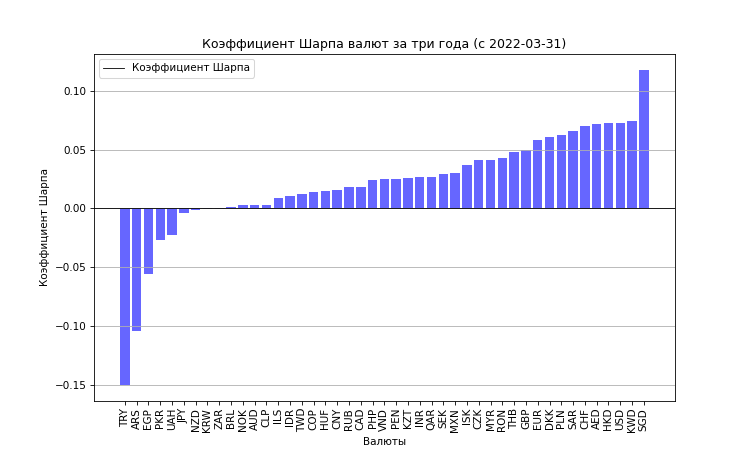 Коэффициент Шарпа валют за три года (с 2022-03-31)
Коэффициент Шарпа
Коэффициент Шарпа
0.10
0.05
0.00
−0.05
−0.10
−0.15
TRY ARS EGP PKR UAH JPY NZD KRW ZAR BRL NOK AUD CLP ILS IDR TWD COP HUF CNY RUB CAD PHP VND PEN KZT INR QAR SEK MXN ISK CZK MYR RON THB GBP EUR DKK PLN SAR CHF AED HKD USD KWD SGD
Валюты